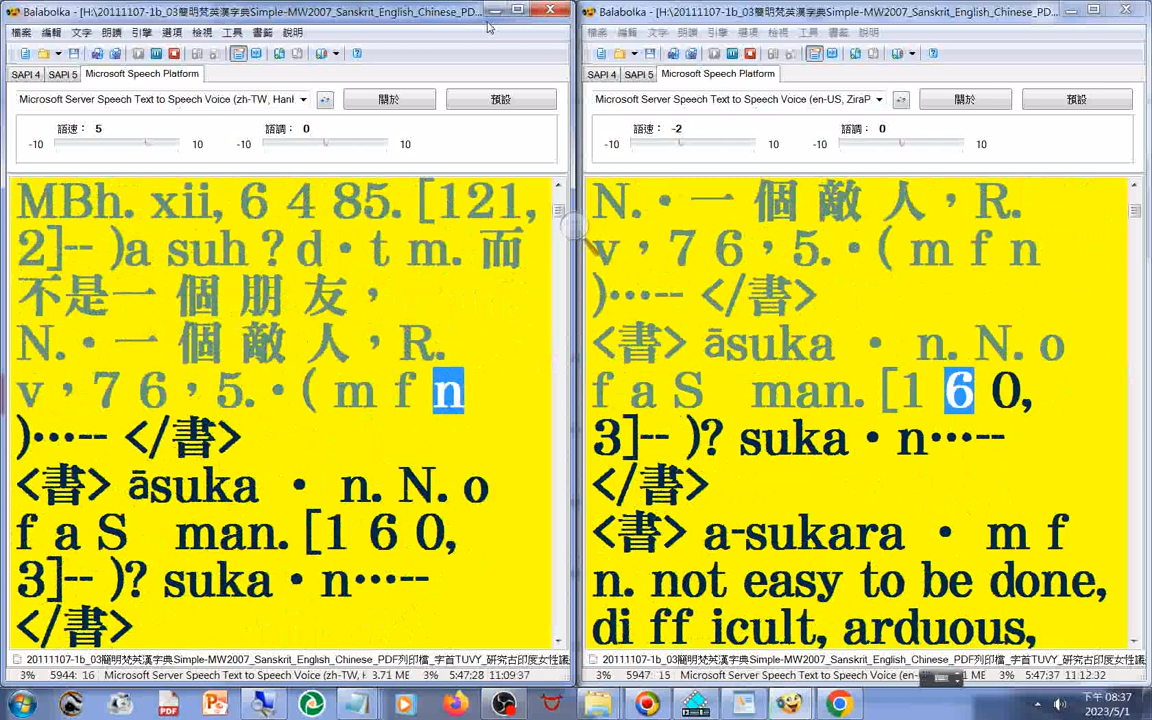 Balabolka - [H:\20111107-1b_03簡明梵英漢字典Simple-MW2007_Sanskrit_English_Chinese_PD...
檔案 編輯 文字 朗讀 引擎 選項 檢視 工具 書籤 說明
SAPI 4 SAPI 5 Microsoft Speech Platform
Microsoft Server Speech Text to Speech Voice (zh-TW, Hanl
關於 預設
語速： 5 語調： 0
-10 10 -10 10
MBh. xii, 6 4 85. [121,
2]-- )a suh ? d・t m. 而
不是一 個 朋 友，
N.・一 個 敵 人，R.
v，7 6，5.・( m f n
)…-- </書>
<書> āsuka ・ n. N. o
f a S man. [1 6 0,
3]-- )? suka・n…--
</書>
20111107-1b_03簡明梵英漢字典Simple-MW2007_Sanskrit_English_Chinese_PDF列印檔_字首TUVY_研究古印度女性議
3% 5944: 16 Microsoft Server Speech Text to Speech Voice (zh-TW, H 3.71 ME 3% 5:47:28 11:09:37
Balabolka - [H:\20111107-1b_03簡明梵英漢字典Simple-MW2007_Sanskrit_English_Chinese_PD...
檔案 編輯 文字 朗讀 引擎 選項 檢視 工具 書籤 說明
SAPI 4 SAPI 5 Microsoft Speech Platform
Microsoft Server Speech Text to Speech Voice (en-US, ZiraP
關於 預設
語速： -2 語調： 0
-10 10 -10 10
N.・一 個 敵 人，R.
v，7 6，5.・( m f n
)…-- </書>
<書> āsuka ・ n. N. o
f a S man. [1 6 0,
3]-- )? suka・n…--
</書>
<書> a-sukara ・ m f
n. not easy to be done,
di ff icult, arduous,
20111107-1b_03簡明梵英漢字典Simple-MW2007_Sanskrit_English_Chinese_PDF列印檔_字首TUVY_研究古印度女性議
3% 5947: 15 Microsoft Server Speech Text to Speech Voice 3% 5:47:37 11:12:32
下午 08:37
2023/5/1